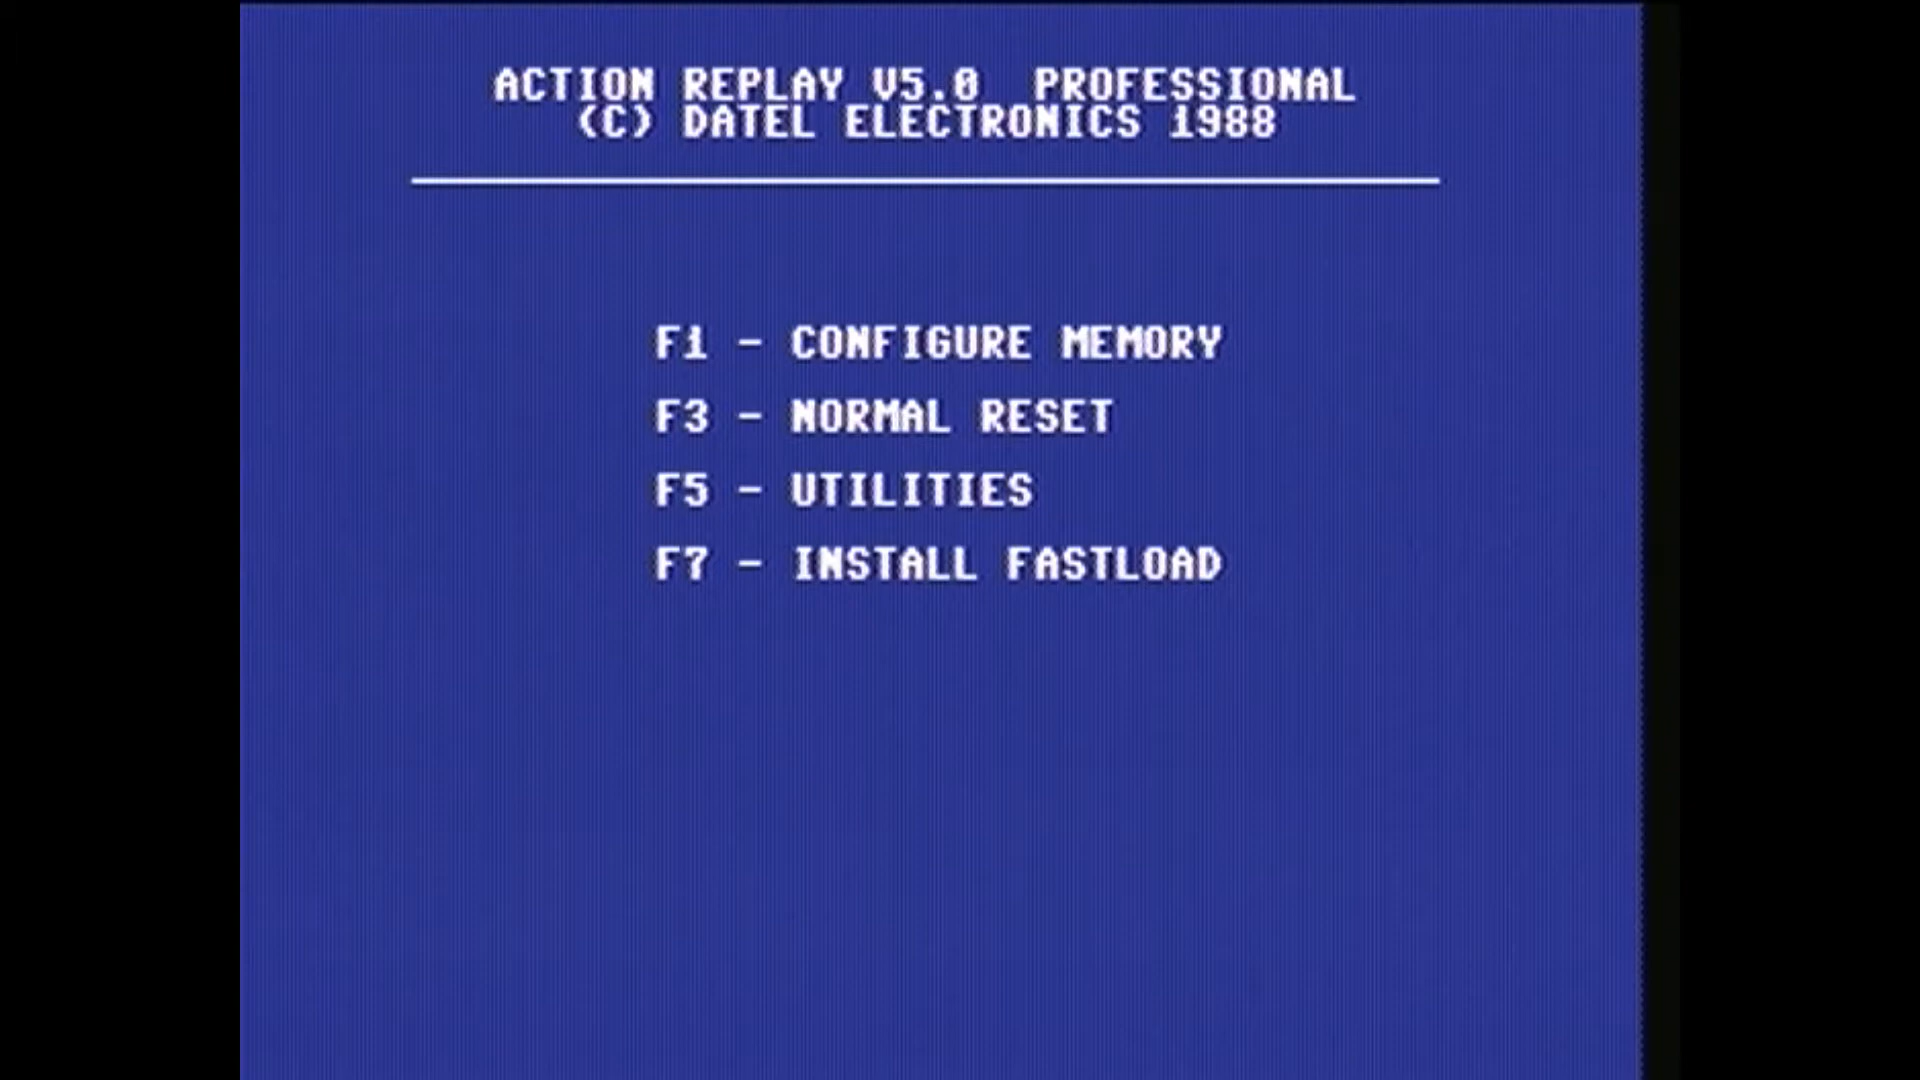 ACTION REPLAY V5.0 PROFESSIONAL
(C) DATEL ELECTRONICS 1988
F1 - CONFIGURE MEMORY
F3 - NORMAL RESET
F5 - UTILITIES
F7 - INSTALL FASTLOAD